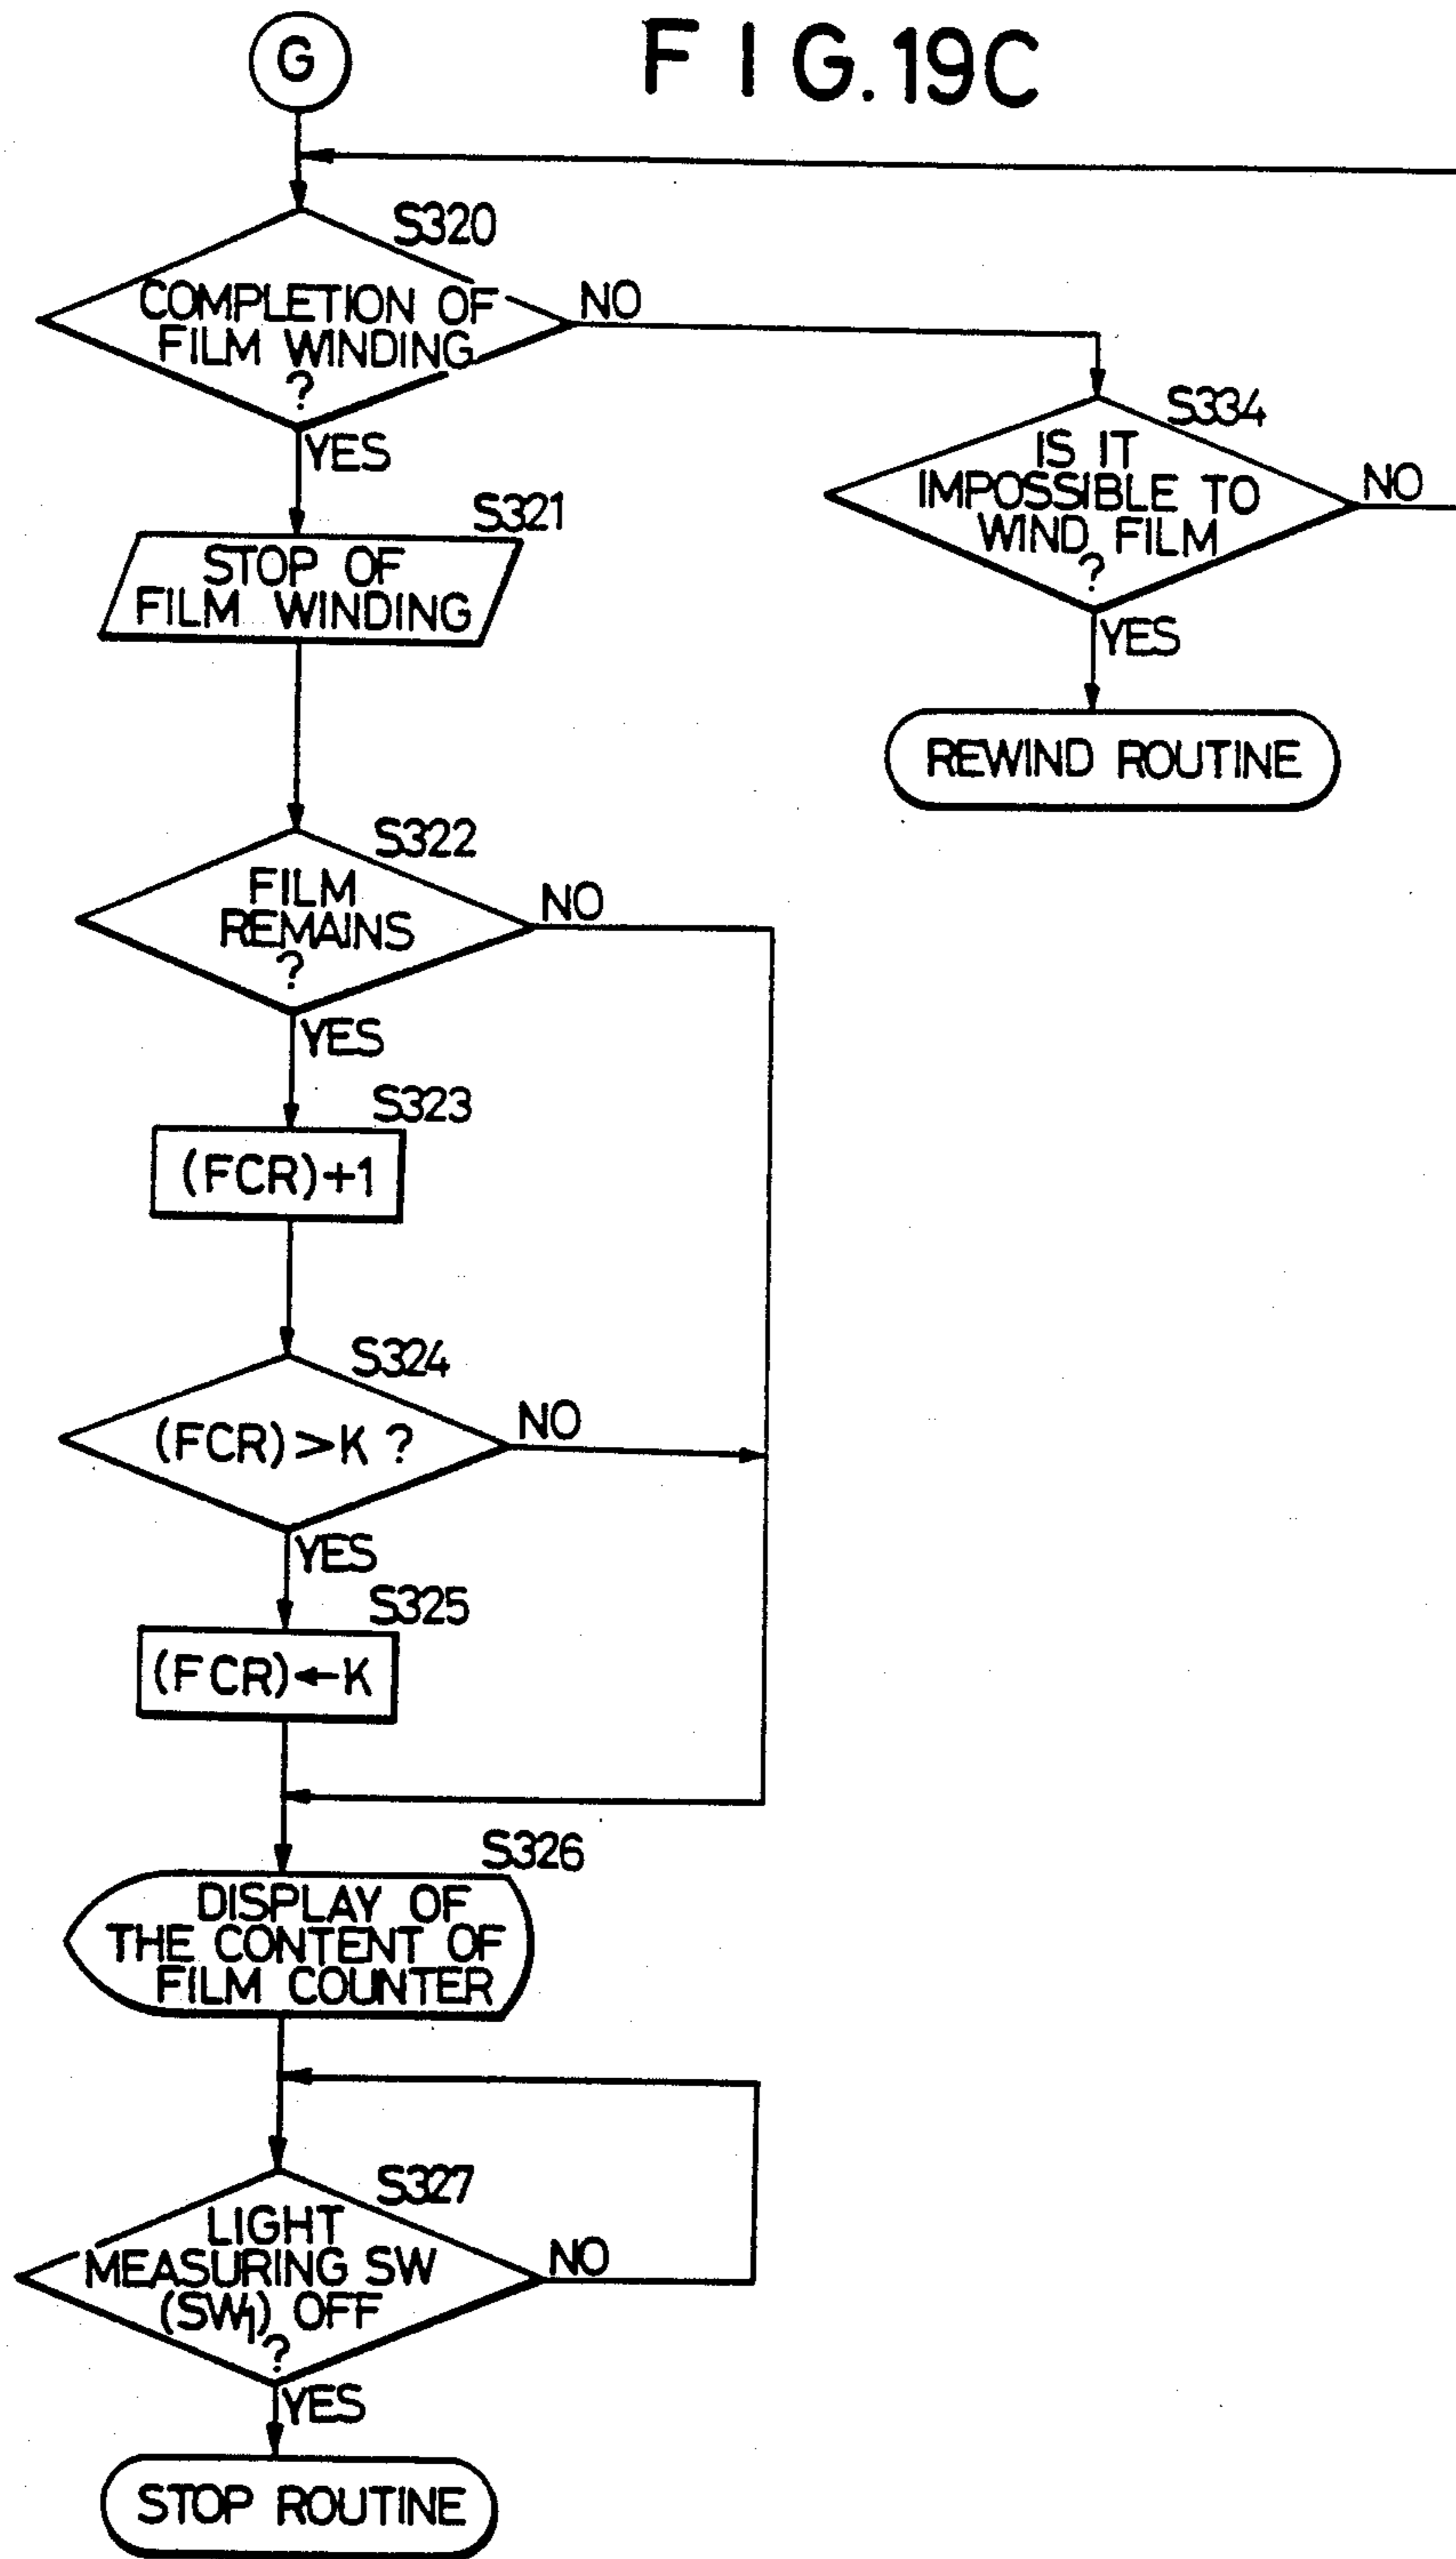 FIG.19C
G
S320
COMPLETION OF
FILM WINDING
?
NO
YES
S334
IS IT
IMPOSSIBLE TO
WIND FILM
?
NO
YES
REWIND ROUTINE
S321
STOP OF
FILM WINDING
S322
FILM
REMAINS
?
NO
YES
S323
(FCR)+1
S324
(FCR)>K ?
NO
YES
S325
(FCR)←K
S326
DISPLAY OF
THE CONTENT OF
FILM COUNTER
S327
LIGHT
MEASURING SW
(SW1) OFF
?
NO
YES
STOP ROUTINE